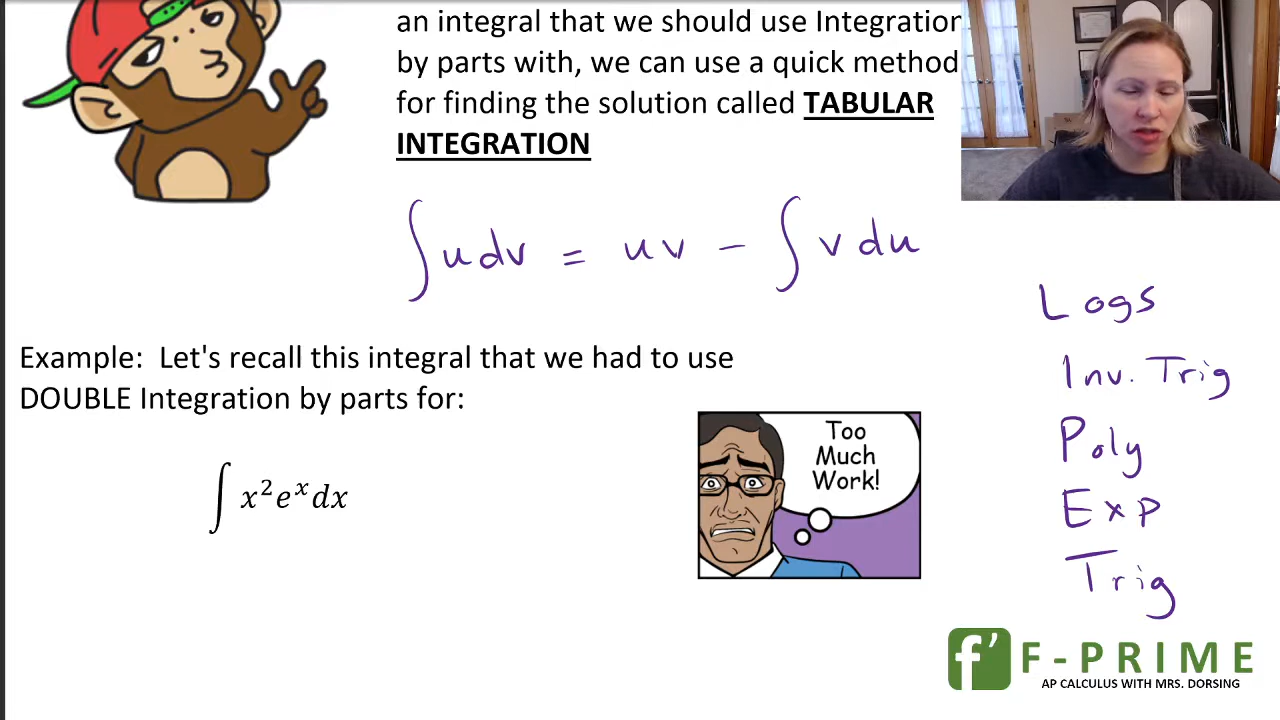 an integral that we should use Integration
by parts with, we can use a quick method
for finding the solution called TABULAR
INTEGRATION
∫ u dv = uv − ∫ v du
Logs
Inv. Trig
Poly
Exp
Trig
Example: Let's recall this integral that we had to use
DOUBLE Integration by parts for:
∫ x²eˣdx
Too
Much
Work!
f’ F-PRIME
AP CALCULUS WITH MRS. DORSING